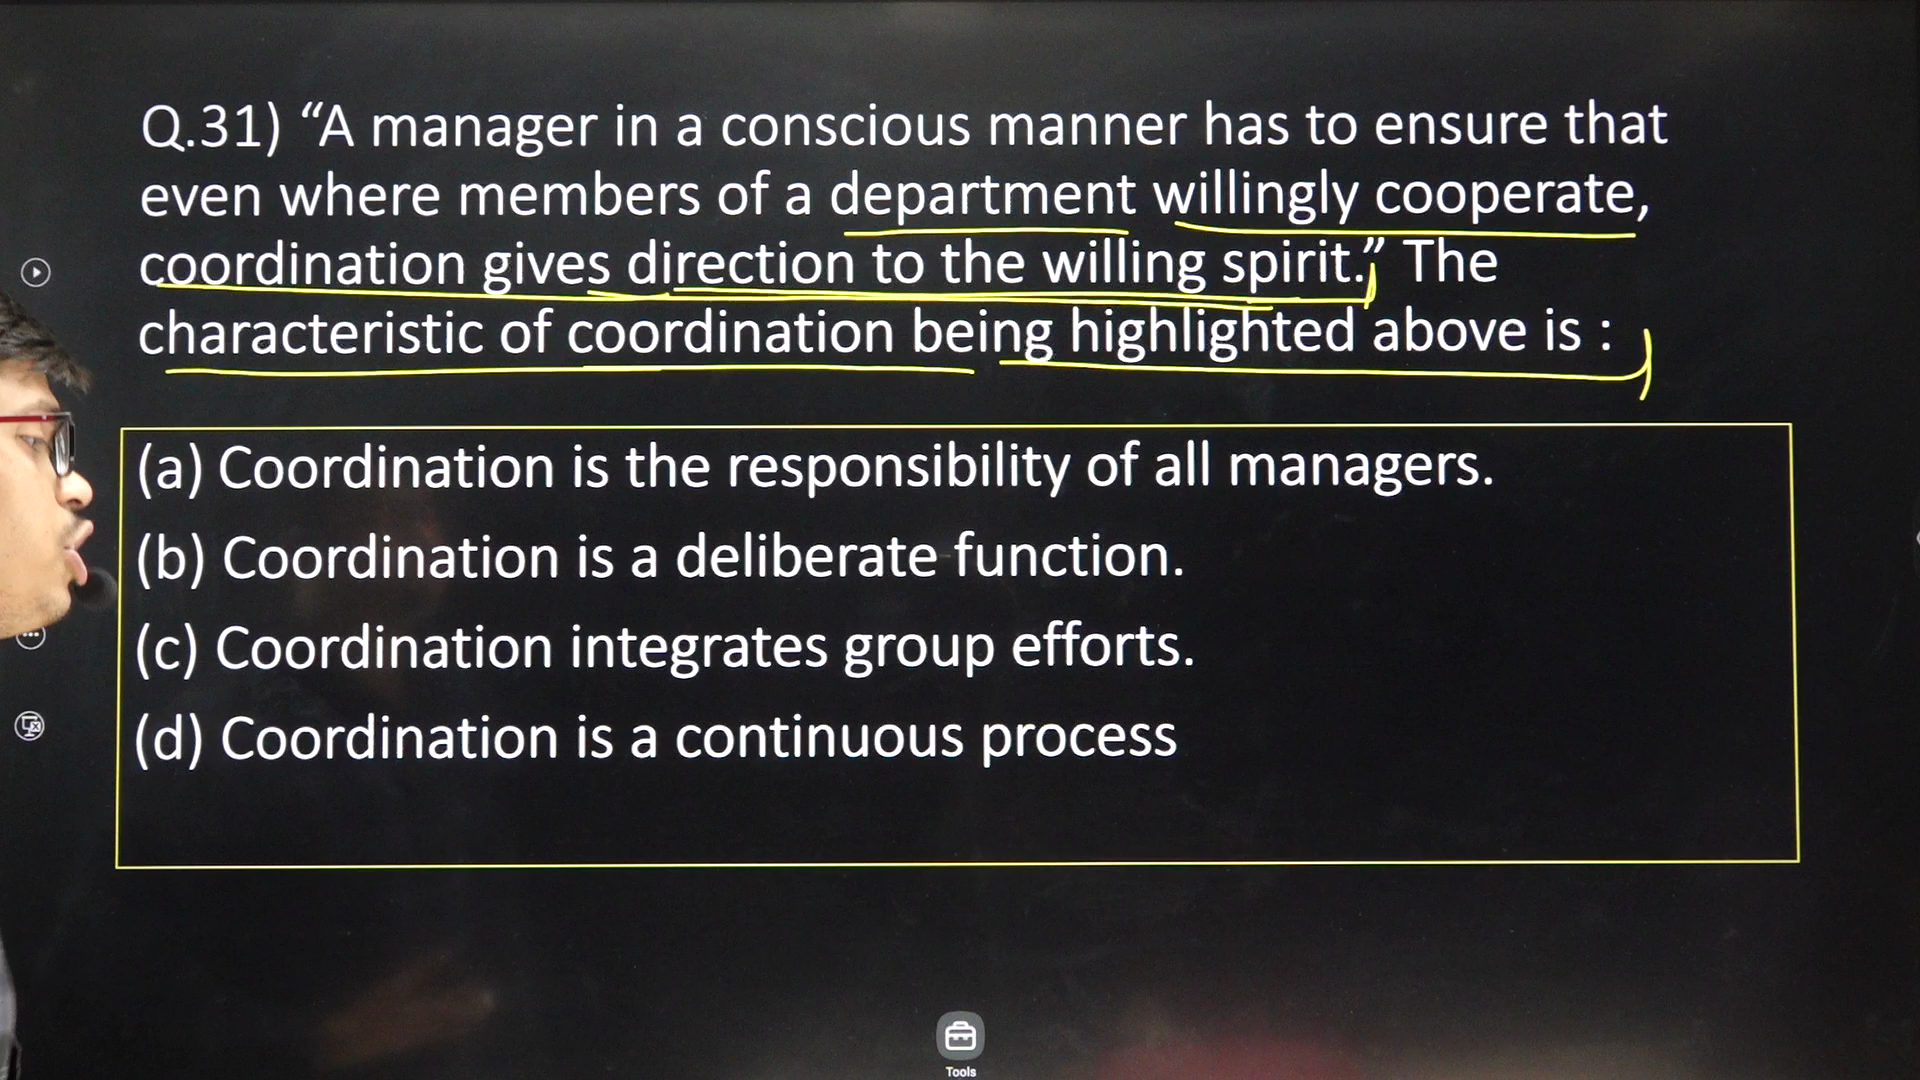 Q.31) “A manager in a conscious manner has to ensure that
even where members of a department willingly cooperate,
coordination gives direction to the willing spirit.” The
characteristic of coordination being highlighted above is :
(a) Coordination is the responsibility of all managers.
(b) Coordination is a deliberate function.
(c) Coordination integrates group efforts.
(d) Coordination is a continuous process
Tools